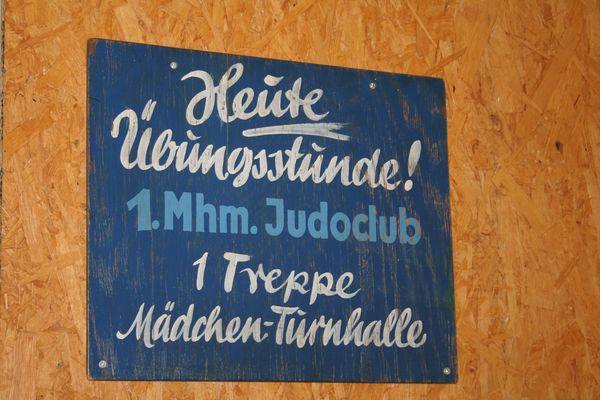 Heute
Übungsstunde!
1. Mhm. Judoclub
1 Treppe
Mädchen-Turnhalle